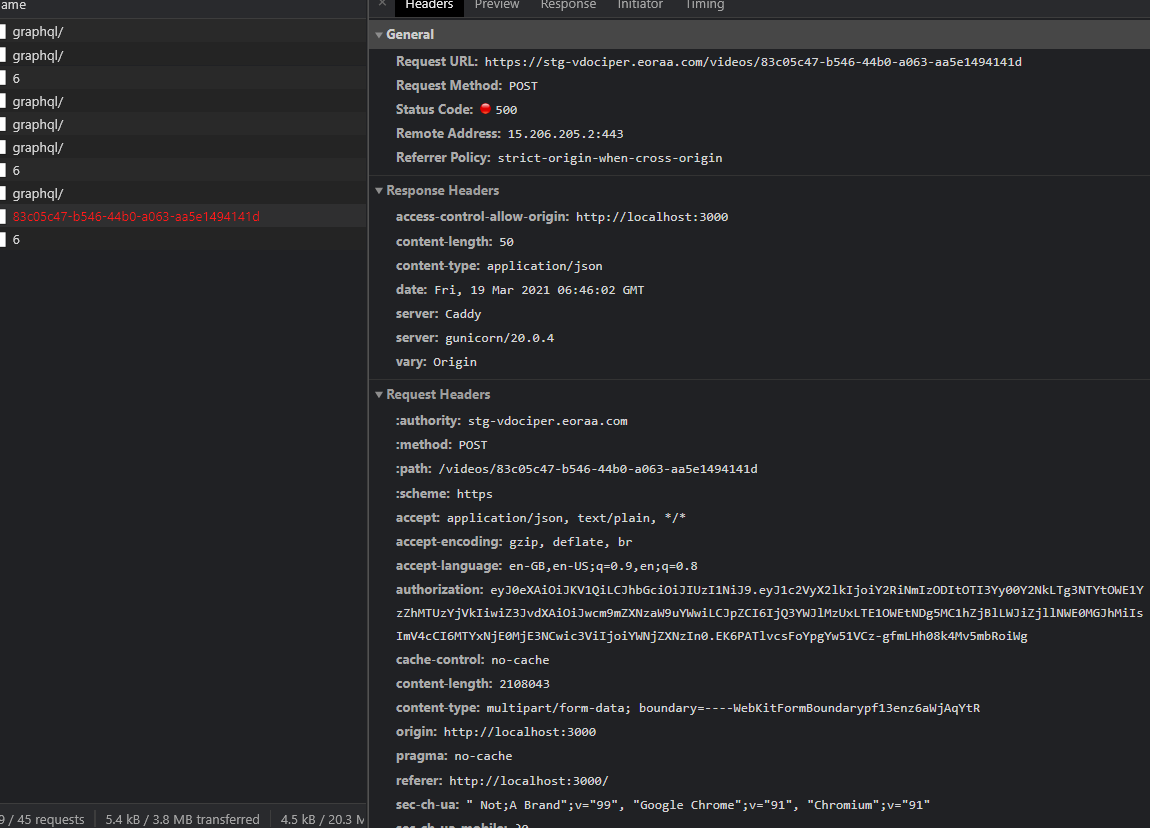 ame
Headers Preview Response Initiator Timing
graphql/
graphql/
6
graphql/
graphql/
graphql/
6
graphql/
83c05c47-b546-44b0-a063-aa5e1494141d
6
9 / 45 requests 5.4 kB / 3.8 MB transferred 4.5 kB / 20.3 M
General
Request URL: https://stg-vdociper.eoraa.com/videos/83c05c47-b546-44b0-a063-aa5e1494141d
Request Method: POST
Status Code: 500
Remote Address: 15.206.205.2:443
Referrer Policy: strict-origin-when-cross-origin
Response Headers
access-control-allow-origin: http://localhost:3000
content-length: 50
content-type: application/json
date: Fri, 19 Mar 2021 06:46:02 GMT
server: Caddy
server: gunicorn/20.0.4
vary: Origin
Request Headers
:authority: stg-vdociper.eoraa.com
:method: POST
:path: /videos/83c05c47-b546-44b0-a063-aa5e1494141d
:scheme: https
accept: application/json, text/plain, */*
accept-encoding: gzip, deflate, br
accept-language: en-GB,en-US;q=0.9,en;q=0.8
authorization: eyJ0eXAiOiJKV1QiLCJhbGciOiJIUzI1NiJ9.eyJ1c2VyX2lkIjoiY2RiNmIzODItOTI3Yy00Y2NkLTg3NTYtOWE1Y
zZhMTUzYjVkIiwiZ3JvdXAiOiJwcm9mZXNzaW9uYWwiLCJpZCI6IjQ3YWJlMzUxLTE1OWEtNDg5MC1hZjBlLWJiZjllNWE0MGJhMiIs
ImV4cCI6MTYxNjE0MjE3NCwic3ViIjoiYWNjZXNzIn0.EK6PATlvcsFoYpgYw51VCz-gfmLHh08k4Mv5mbRoiWg
cache-control: no-cache
content-length: 2108043
content-type: multipart/form-data; boundary=----WebKitFormBoundarypf13enz6aWjAqYtR
origin: http://localhost:3000
pragma: no-cache
referer: http://localhost:3000/
sec-ch-ua: " Not;A Brand";v="99", "Google Chrome";v="91", "Chromium";v="91"
sec-ch-ua-mobile: ?0